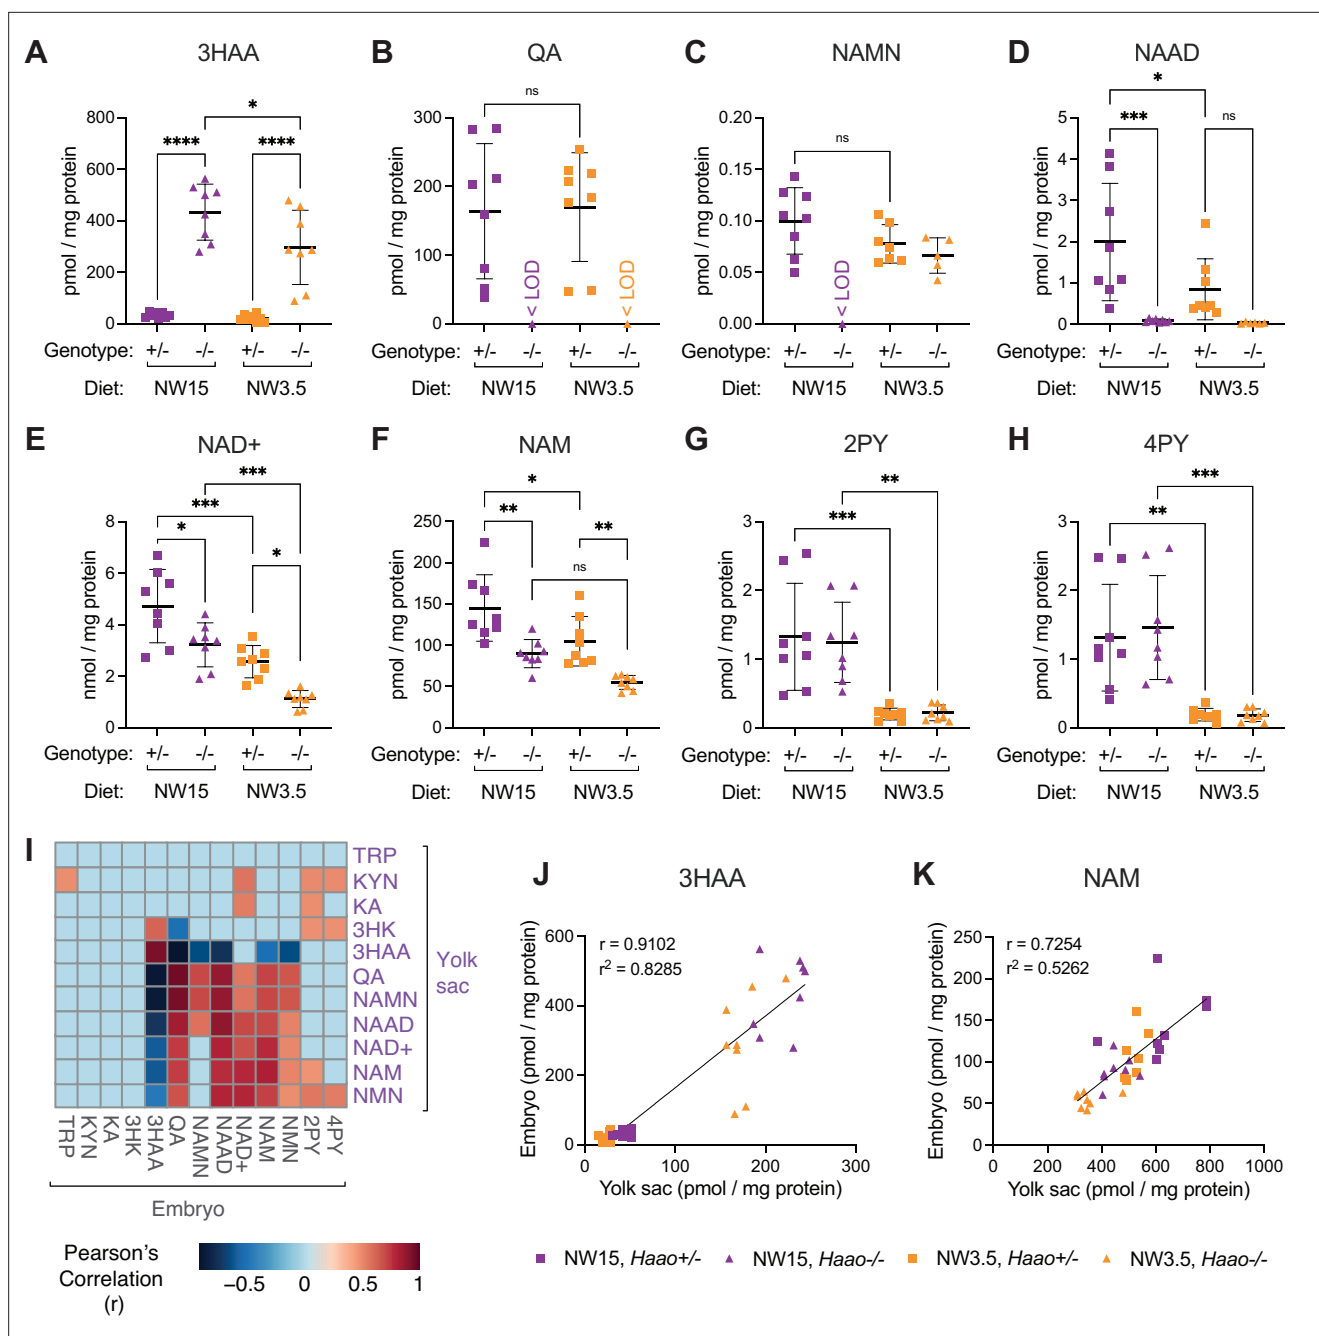 A
3HAA
B
QA
C
NAMN
D
NAAD
pmol / mg protein
800
600
400
200
0
****
****
*
pmol / mg protein
300
200
100
0
ns
< LOD
< LOD
pmol / mg protein
0.20
0.15
0.10
0.05
0.00
ns
< LOD
pmol / mg protein
5
4
3
2
1
0
*
***
ns
Genotype: +/- -/- +/- -/-
Diet: NW15 NW3.5
Genotype: +/- -/- +/- -/-
Diet: NW15 NW3.5
Genotype: +/- -/- +/- -/-
Diet: NW15 NW3.5
Genotype: +/- -/- +/- -/-
Diet: NW15 NW3.5
E
NAD+
F
NAM
G
2PY
H
4PY
nmol / mg protein
8
6
4
2
0
***
***
*
*
pmol / mg protein
250
200
150
100
50
0
*
**
**
ns
pmol / mg protein
3
2
1
0
**
***
pmol / mg protein
3
2
1
0
***
**
Genotype: +/- -/- +/- -/-
Diet: NW15 NW3.5
Genotype: +/- -/- +/- -/-
Diet: NW15 NW3.5
Genotype: +/- -/- +/- -/-
Diet: NW15 NW3.5
Genotype: +/- -/- +/- -/-
Diet: NW15 NW3.5
I
TRP
KYN
KA
3HK
3HAA
QA
NAMN
NAAD
NAD+
NAM
NMN
Yolk
sac
TRP
KYN
KA
3HK
3HAA
QA
NAMN
NAAD
NAD+
NAM
NMN
2PY
4PY
Embryo
Pearson's
Correlation
(r)
−0.5 0 0.5 1
J
3HAA
r = 0.9102
r² = 0.8285
Embryo (pmol / mg protein)
600
400
200
0
0 100 200 300
Yolk sac (pmol / mg protein)
K
NAM
r = 0.7254
r² = 0.5262
Embryo (pmol / mg protein)
250
200
150
100
50
0
0 200 400 600 800 1000
Yolk sac (pmol / mg protein)
NW15, Haao+/- NW15, Haao-/- NW3.5, Haao+/- NW3.5, Haao-/-